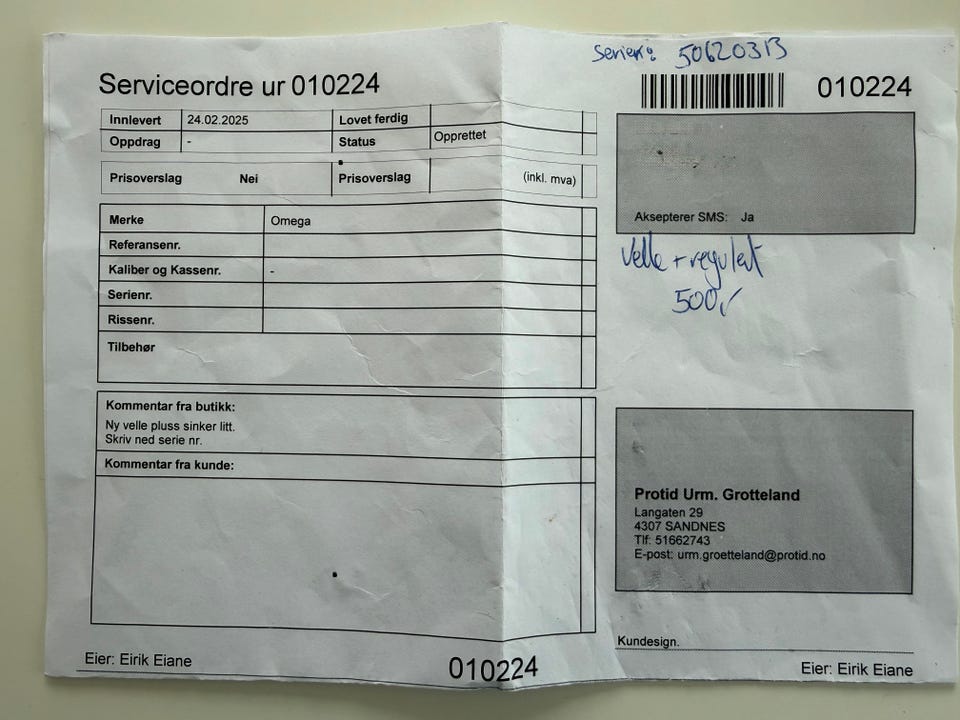 Serienr: 50620313
Serviceordre ur 010224
010224
Innlevert 24.02.2025 Lovet ferdig
Oppdrag - Status Opprettet
Prisoverslag Nei Prisoverslag (inkl. mva)
Aksepterer SMS: Ja
Velle + regulert
500,-
Merke Omega
Referansenr.
Kaliber og Kassenr. -
Serienr.
Rissenr.
Tilbehør
Kommentar fra butikk:
Ny velle pluss sinker litt.
Skriv ned serie nr.
Kommentar fra kunde:
Protid Urm. Grotteland
Langaten 29
4307 SANDNES
Tlf: 51662743
E-post: urm.groetteland@protid.no
Kundesign.
Eier: Eirik Eiane
010224
Eier: Eirik Eiane